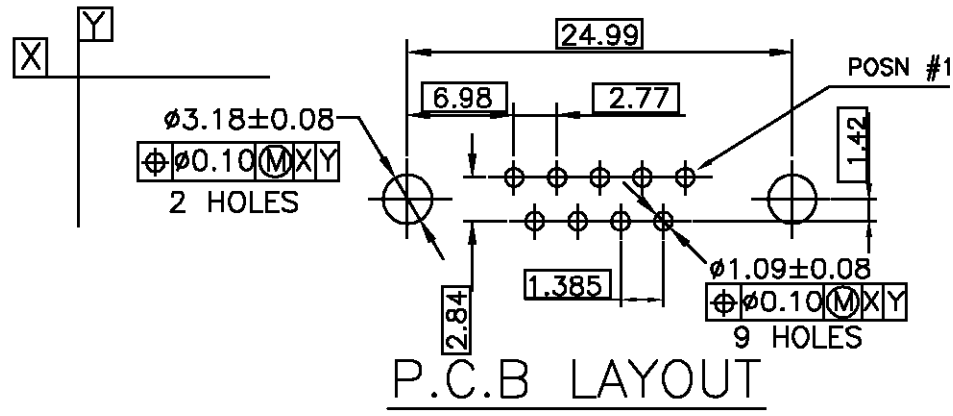 Y
X
24.99
POSN #1
6.98
2.77
ø3.18±0.08
⌖ ø0.10 Ⓜ X Y
2 HOLES
1.42
ø1.09±0.08
⌖ ø0.10 Ⓜ X Y
9 HOLES
1.385
2.84
P.C.B LAYOUT